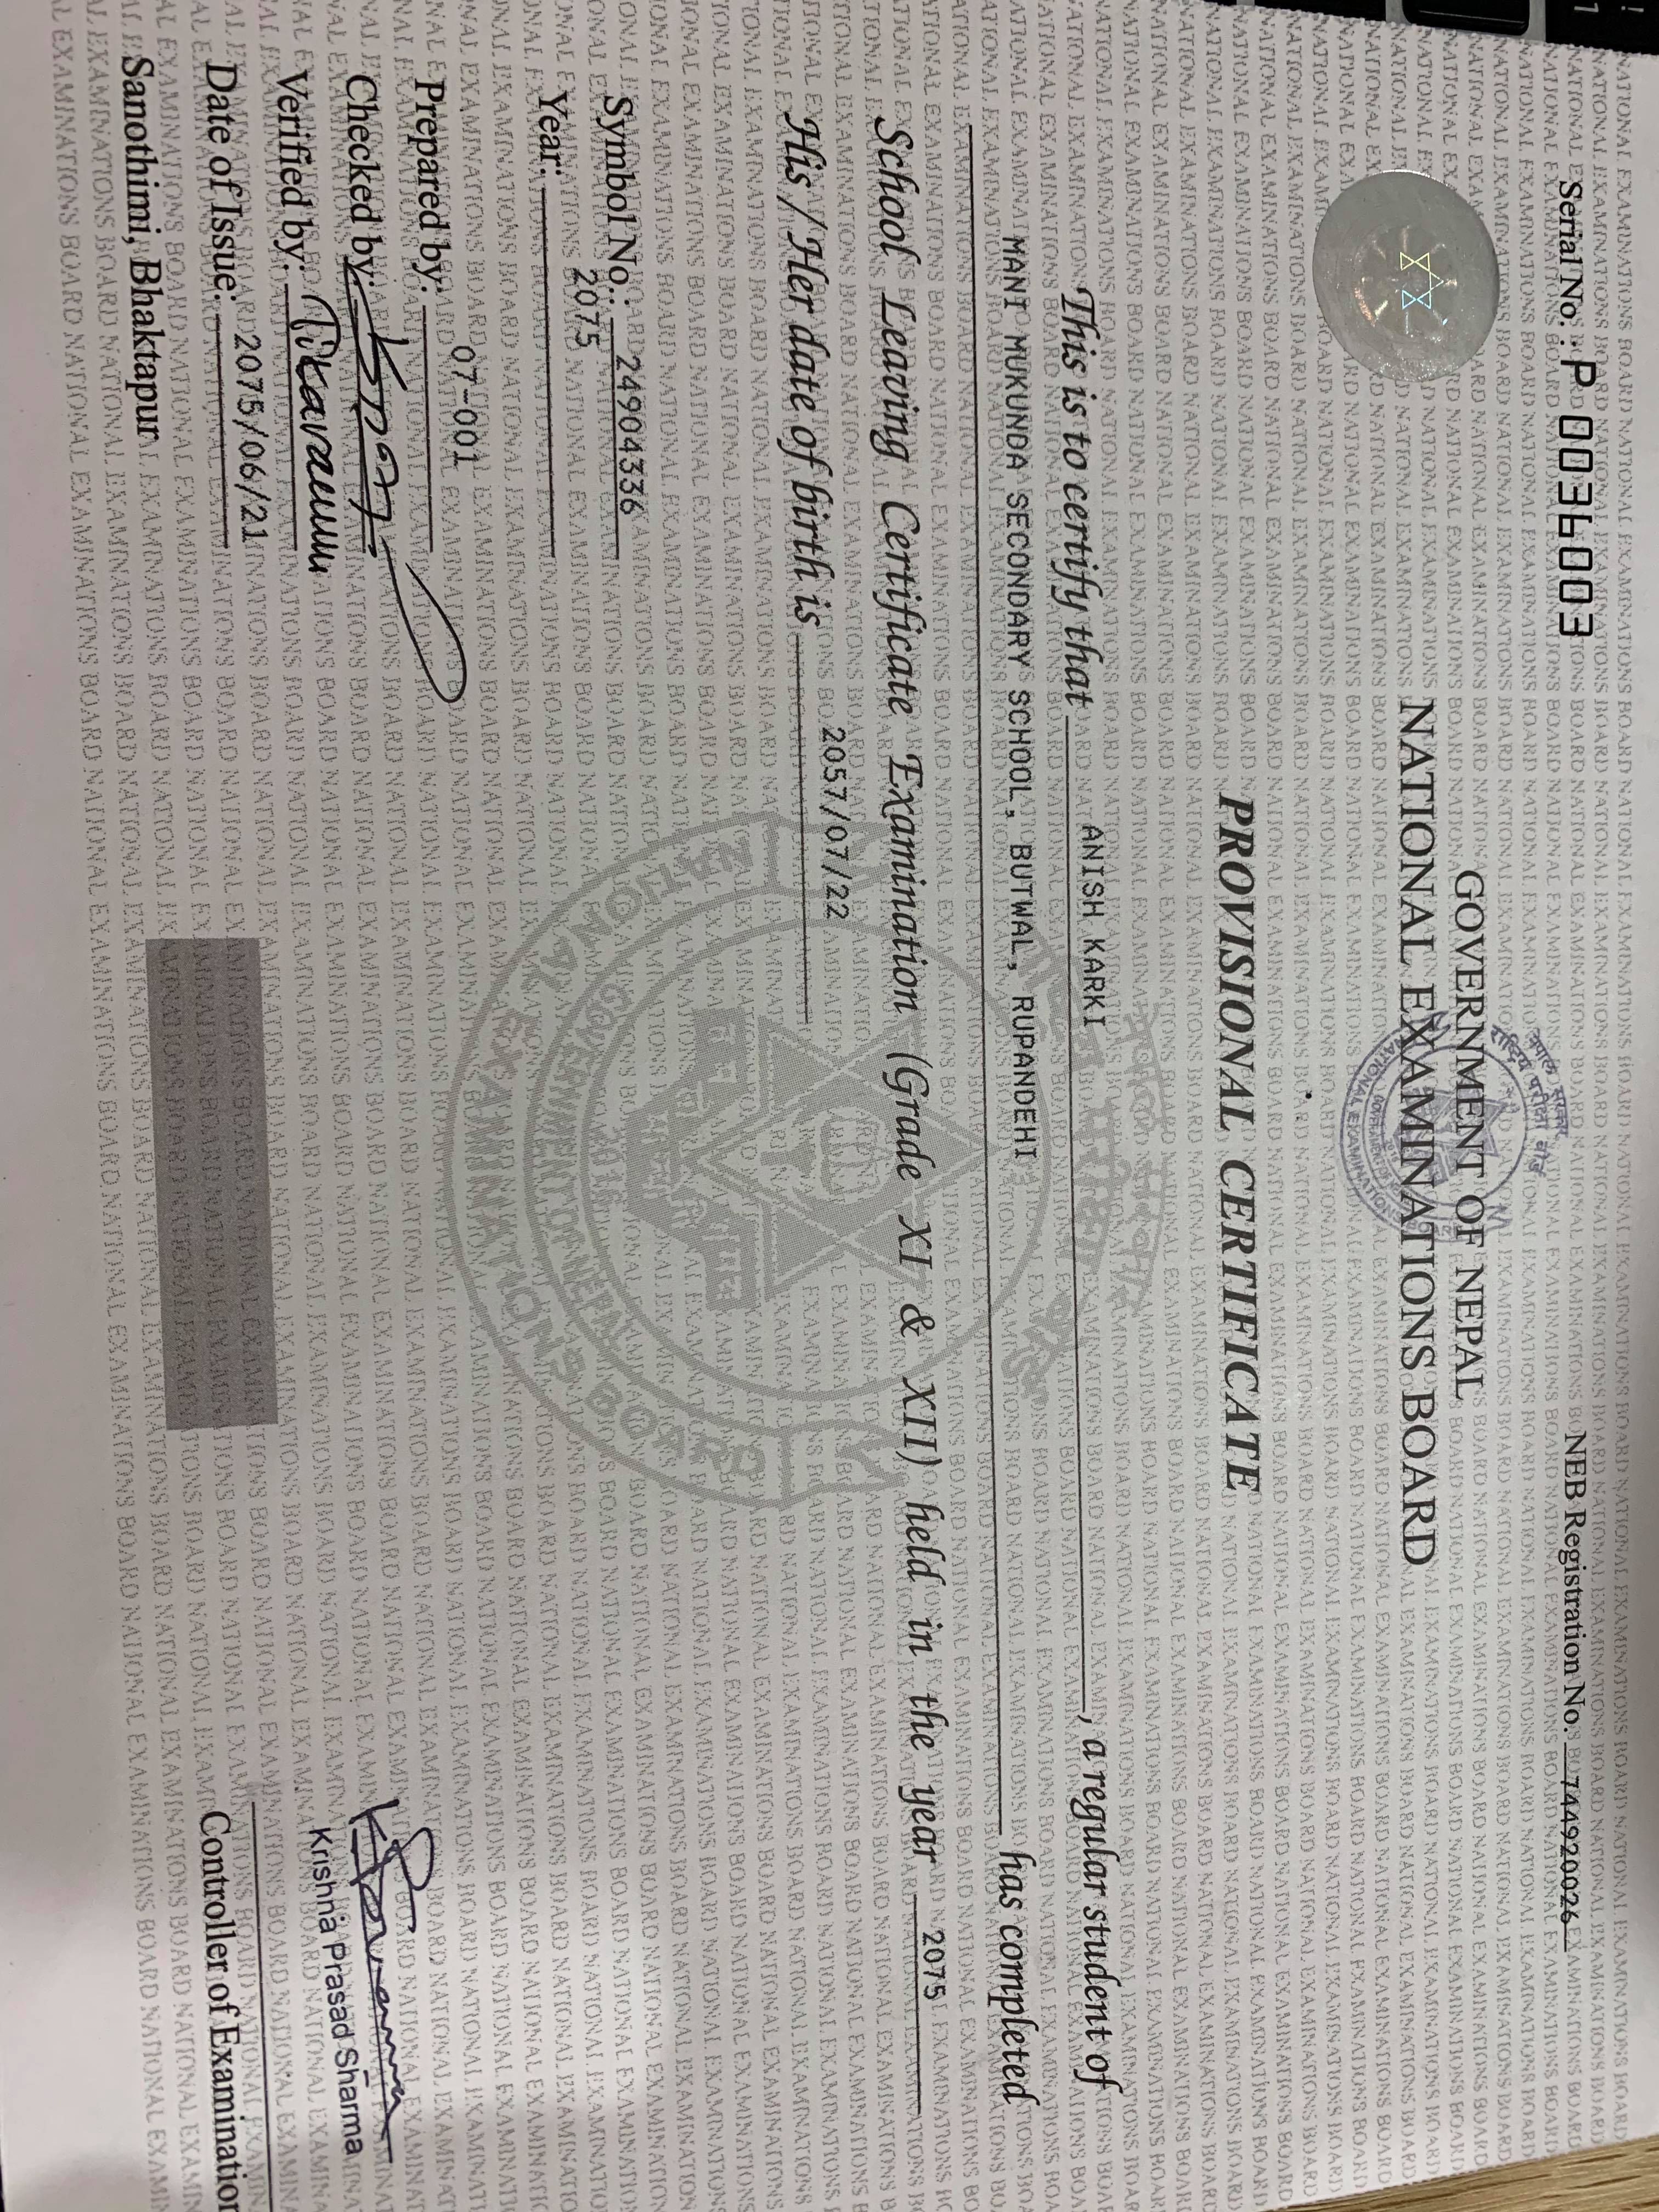 Serial No. : P 0036003
NEB Registration No. 744920026
नेपाल सरकार
राष्ट्रिय परीक्षा बोर्ड
GOVERNMENT OF NEPAL
NATIONAL EXAMINATIONS BOARD
PROVISIONAL CERTIFICATE
This is to certify that ANISH KARKI, a regular student of
MANI MUKUNDA SECONDARY SCHOOL, BUTWAL, RUPANDEHI has completed
School Leaving Certificate Examination (Grade XI & XII) held in the year 2075
His / Her date of birth is 2057/07/22
GOVERNMENT OF NEPAL
NATIONAL EXAMINATIONS BOARD
Symbol No.: 24904336
Year: 2075
Prepared by: 07-001
Checked by:
Verified by:
Date of Issue: 2075/06/21
Sanothimi, Bhaktapur
Krishna Prasad Sharma
Controller of Examination